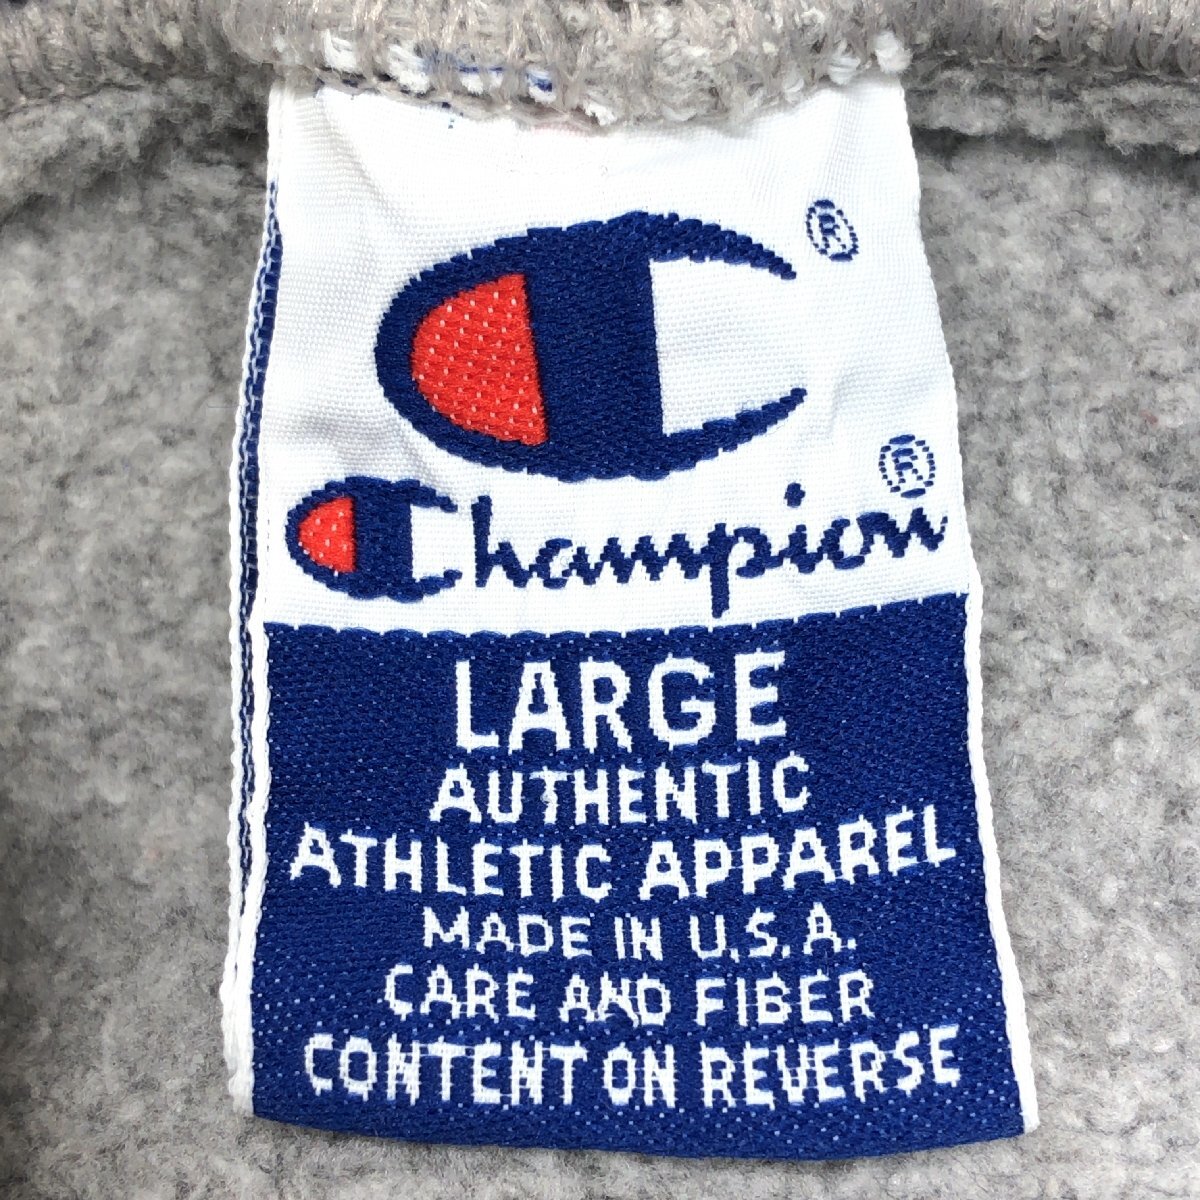 C®
Champion®
LARGE
AUTHENTIC
ATHLETIC APPAREL
MADE IN U.S.A.
CARE AND FIBER
CONTENT ON REVERSE